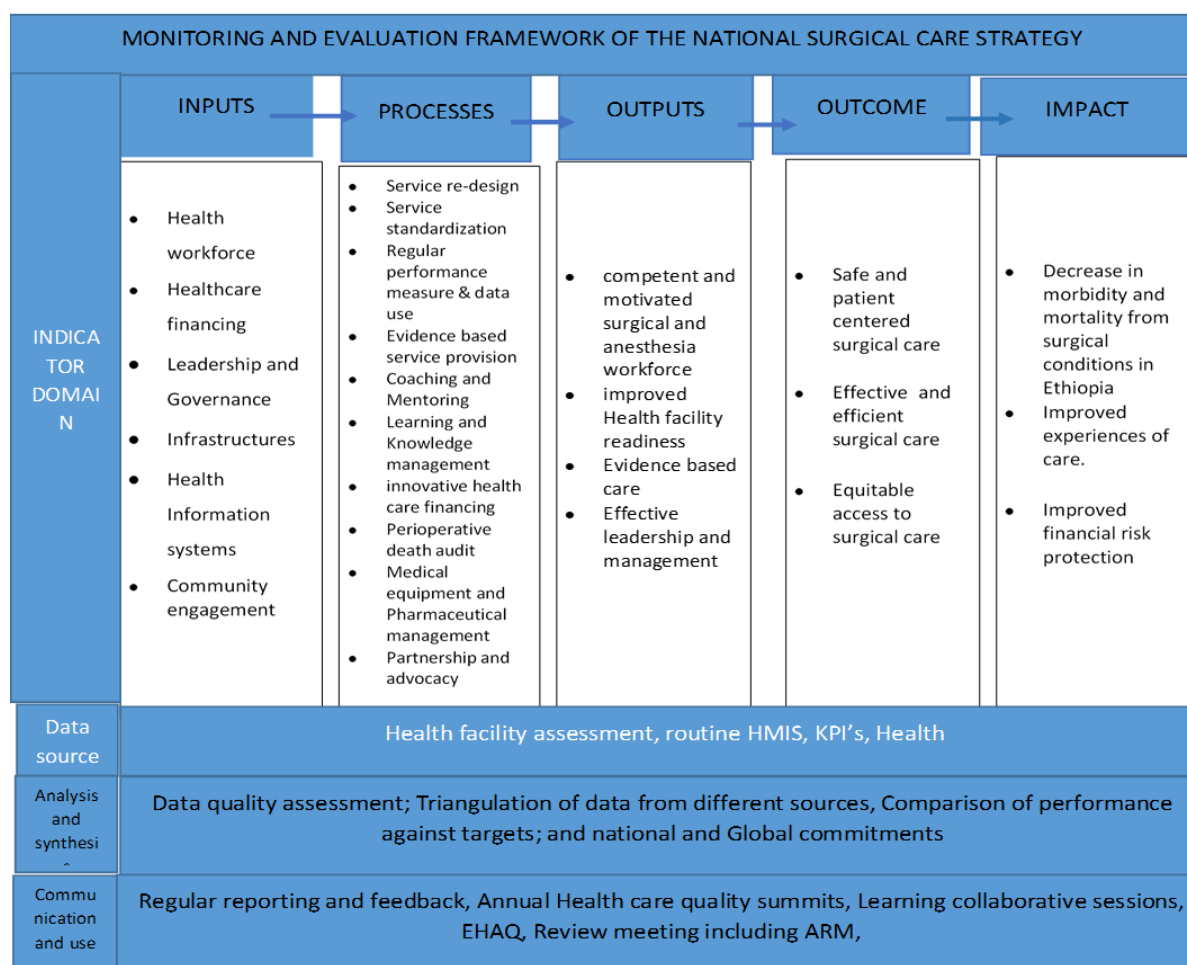 MONITORING AND EVALUATION FRAMEWORK OF THE NATIONAL SURGICAL CARE STRATEGY
INPUTS
PROCESSES
OUTPUTS
OUTCOME
IMPACT
INDICA
TOR
DOMAI
N
● Health
workforce
● Healthcare
financing
● Leadership and
Governance
● Infrastructures
● Health
Information
systems
● Community
engagement
● Service re-design
● Service
standardization
● Regular
performance
measure & data
use
● Evidence based
service provision
● Coaching and
Mentoring
● Learning and
Knowledge
management
● innovative health
care financing
● Perioperative
death audit
● Medical
equipment and
Pharmaceutical
management
● Partnership and
advocacy
● competent and
motivated
surgical and
anesthesia
workforce
● improved
Health facility
readiness
● Evidence based
care
● Effective
leadership and
management
● Safe and
patient
centered
surgical care
● Effective and
efficient
surgical care
● Equitable
access to
surgical care
● Decrease in
morbidity and
mortality from
surgical
conditions in
Ethiopia
● Improved
experiences of
care.
● Improved
financial risk
protection
Data
source
Health facility assessment, routine HMIS, KPI's, Health
Analysis
and
synthesi
Data quality assessment; Triangulation of data from different sources, Comparison of performance
against targets; and national and Global commitments
Commu
nication
and use
Regular reporting and feedback, Annual Health care quality summits, Learning collaborative sessions,
EHAQ, Review meeting including ARM,